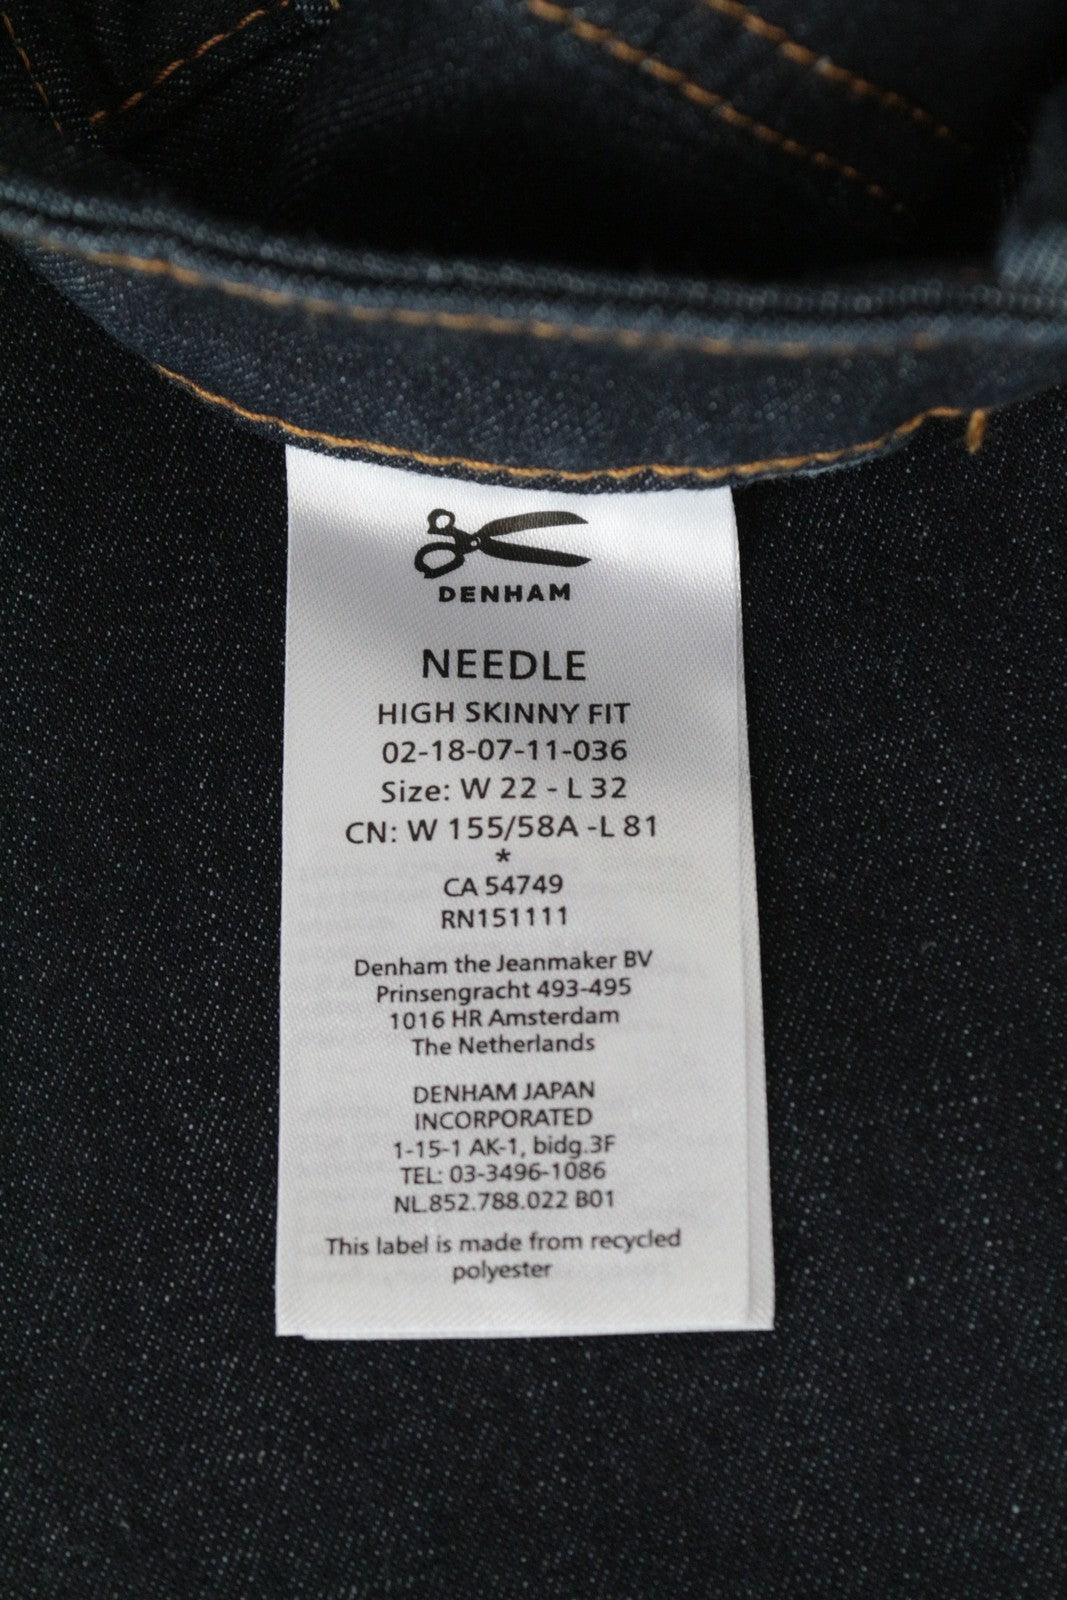 DENHAM
NEEDLE
HIGH SKINNY FIT
02-18-07-11-036
Size: W 22 - L 32
CN: W 155/58A -L 81
*
CA 54749
RN151111
Denham the Jeanmaker BV
Prinsengracht 493-495
1016 HR Amsterdam
The Netherlands
DENHAM JAPAN
INCORPORATED
1-15-1 AK-1, bidg.3F
TEL: 03-3496-1086
NL.852.788.022 B01
This label is made from recycled
polyester